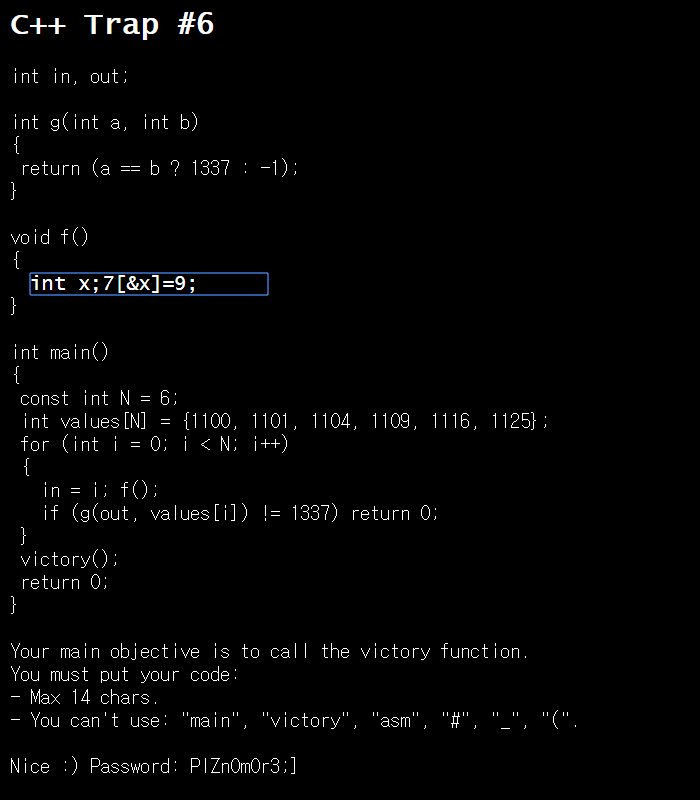 C++ Trap #6
int in, out;
int g(int a, int b)
{
return (a == b ? 1337 : -1);
}
void f()
{
int x;7[&x]=9;
}
int main()
{
const int N = 6;
int values[N] = {1100, 1101, 1104, 1109, 1116, 1125};
for (int i = 0; i < N; i++)
{
in = i; f();
if (g(out, values[i]) != 1337) return 0;
}
victory();
return 0;
}
Your main objective is to call the victory function.
You must put your code:
- Max 14 chars.
- You can't use: "main", "victory", "asm", "#", "_", "(".
Nice :) Password: PlZn0m0r3;]